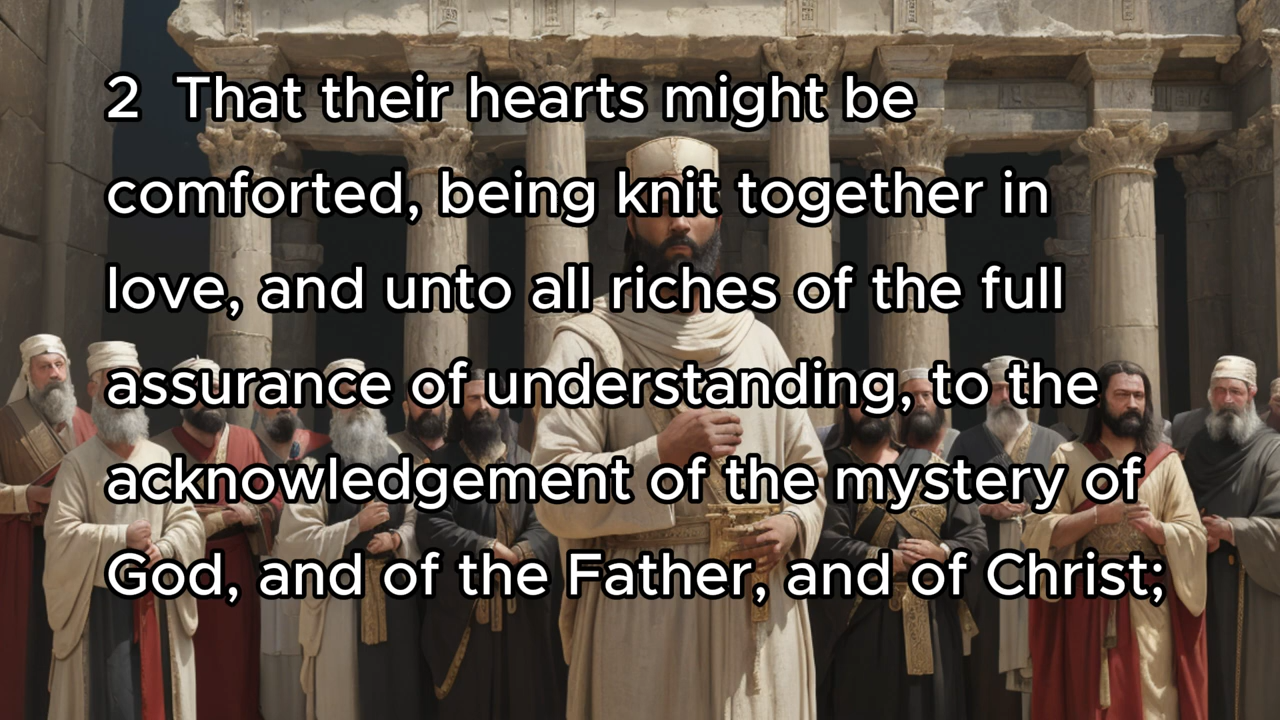 2 That their hearts might be
comforted, being knit together in
love, and unto all riches of the full
assurance of understanding, to the
acknowledgement of the mystery of
God, and of the Father, and of Christ;